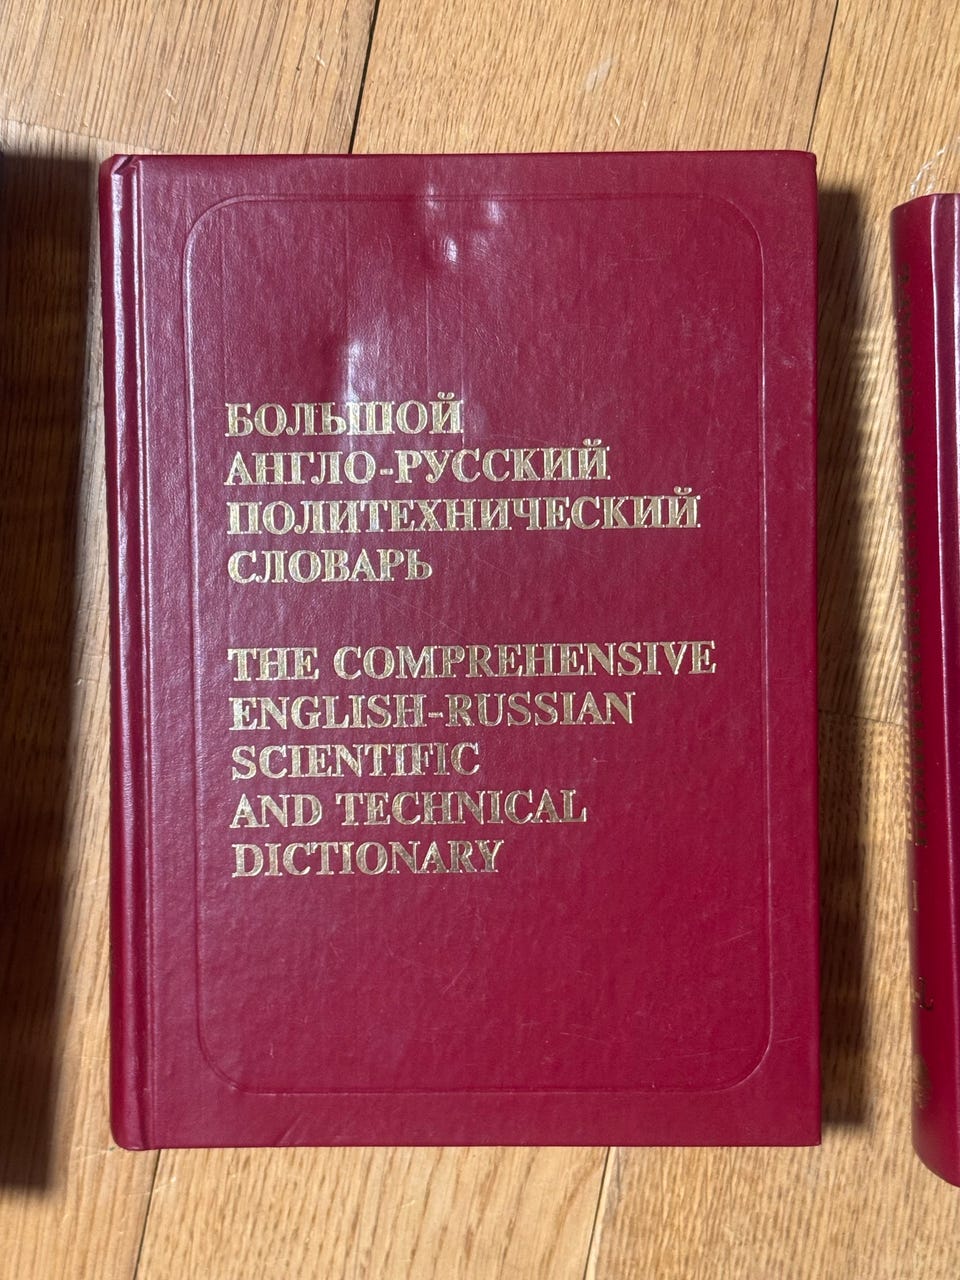 БОЛЬШОЙ
АНГЛО-РУССКИЙ
ПОЛИТЕХНИЧЕСКИЙ
СЛОВАРЬ
THE COMPREHENSIVE
ENGLISH-RUSSIAN
SCIENTIFIC
AND TECHNICAL
DICTIONARY